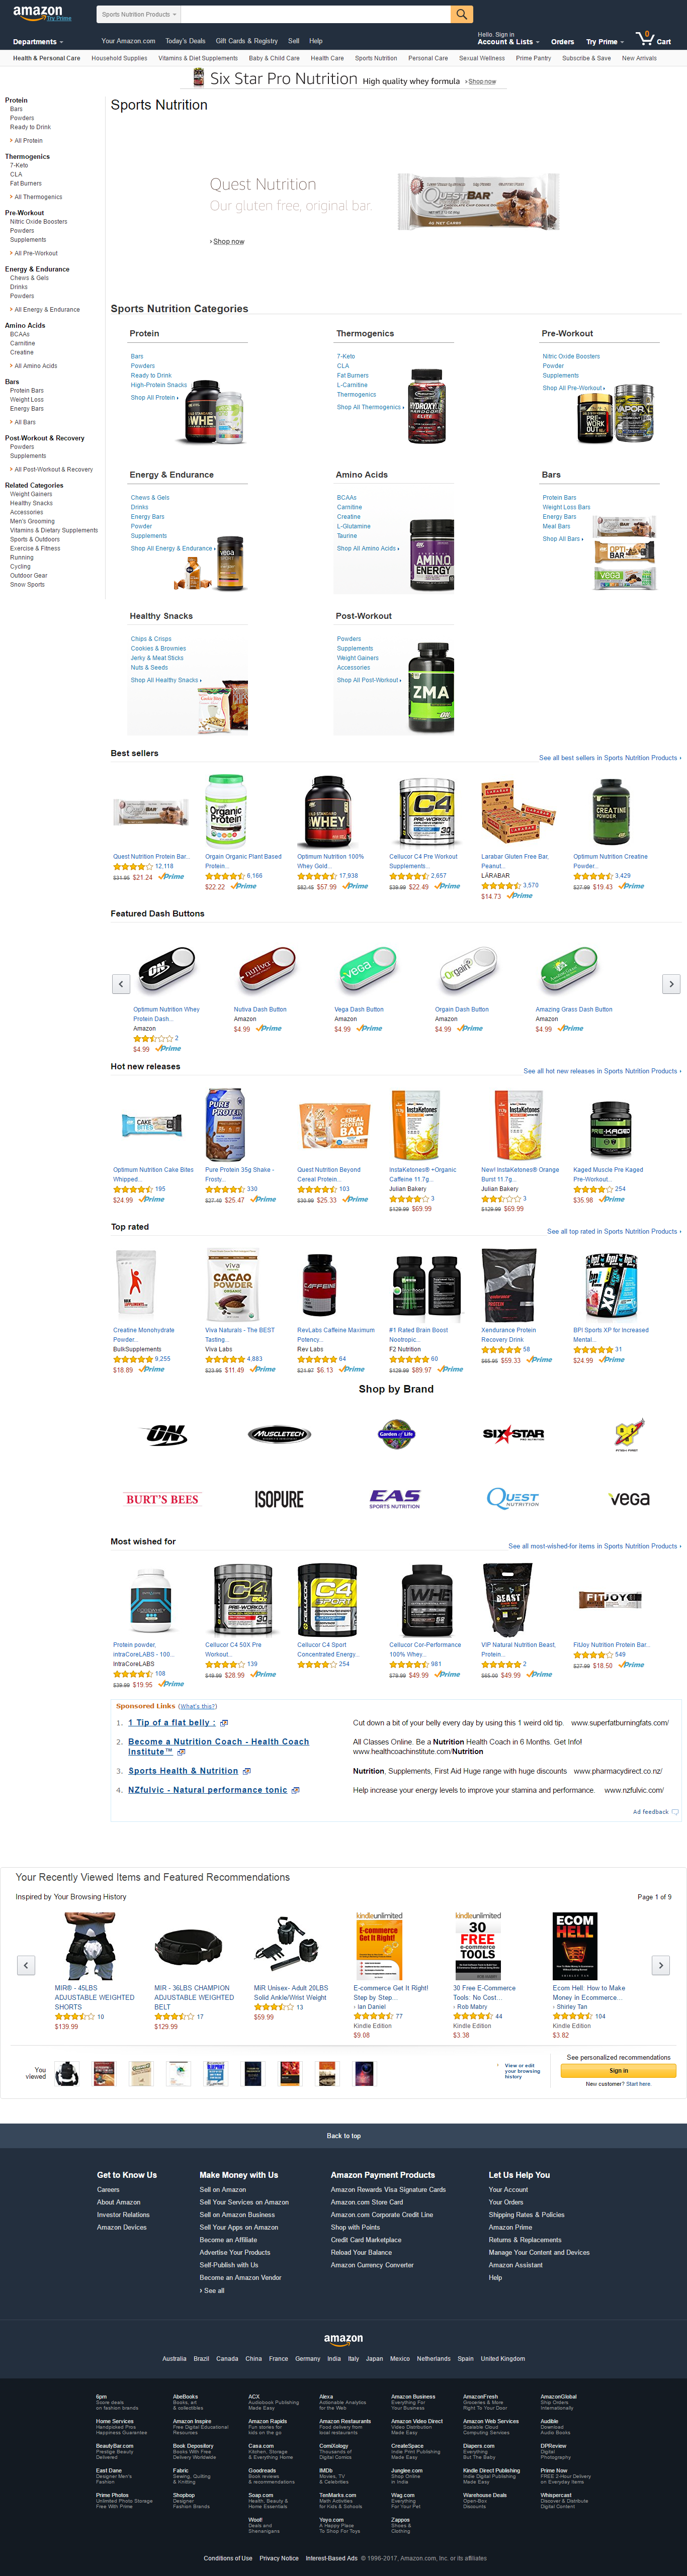 amazon
Try Prime
Sports Nutrition Products
Departments
Your Amazon.com Today's Deals Gift Cards & Registry Sell Help
Hello. Sign in
Account & Lists Orders Try Prime 0 Cart
Health & Personal Care Household Supplies Vitamins & Diet Supplements Baby & Child Care Health Care Sports Nutrition Personal Care Sexual Wellness Prime Pantry Subscribe & Save New Arrivals
Six Star Pro Nutrition High quality whey formula Shop now
Protein
Bars
Powders
Ready to Drink
All Protein
Thermogenics
7-Keto
CLA
Fat Burners
All Thermogenics
Pre-Workout
Nitric Oxide Boosters
Powders
Supplements
All Pre-Workout
Energy & Endurance
Chews & Gels
Drinks
Powders
All Energy & Endurance
Amino Acids
BCAAs
Carnitine
Creatine
All Amino Acids
Bars
Protein Bars
Weight Loss
Energy Bars
All Bars
Post-Workout & Recovery
Powders
Supplements
All Post-Workout & Recovery
Related Categories
Weight Gainers
Healthy Snacks
Accessories
Men's Grooming
Vitamins & Dietary Supplements
Sports & Outdoors
Exercise & Fitness
Running
Cycling
Outdoor Gear
Snow Sports
Sports Nutrition
Quest Nutrition
Our gluten free, original bar.
Shop now
QUESTBAR
Sports Nutrition Categories
Protein
Bars
Powders
Ready to Drink
High-Protein Snacks
Shop All Protein
WHEY
Thermogenics
7-Keto
CLA
Fat Burners
L-Carnitine
Thermogenics
Shop All Thermogenics
HYDROXYCUT
HARDCORE
ELITE
Pre-Workout
Nitric Oxide Boosters
Powder
Supplements
Shop All Pre-Workout
PRE-WORKOUT
VAPORX5
Energy & Endurance
Chews & Gels
Drinks
Energy Bars
Powder
Supplements
Shop All Energy & Endurance
vega
Amino Acids
BCAAs
Carnitine
Creatine
L-Glutamine
Taurine
Shop All Amino Acids
AMINO
ENERGY
Bars
Protein Bars
Weight Loss Bars
Energy Bars
Meal Bars
Shop All Bars
BAR
OPTI-BAR
vega
Healthy Snacks
Chips & Crisps
Cookies & Brownies
Jerky & Meat Sticks
Nuts & Seeds
Shop All Healthy Snacks
Post-Workout
Powders
Supplements
Weight Gainers
Accessories
Shop All Post-Workout
ZMA
Best sellers
See all best sellers in Sports Nutrition Products
Quest Nutrition Protein Bar...
12,118
$31.95 $21.24 Prime
Orgain Organic Plant Based
Protein...
6,166
$22.22 Prime
Optimum Nutrition 100%
Whey Gold...
17,938
$82.45 $57.99 Prime
Cellucor C4 Pre Workout
Supplements...
2,657
$39.99 $22.49 Prime
Larabar Gluten Free Bar,
Peanut...
LÄRABAR
3,570
$14.73 Prime
Optimum Nutrition Creatine
Powder...
3,429
$27.99 $19.43 Prime
Featured Dash Buttons
Optimum Nutrition Whey
Protein Dash...
Amazon
2
$4.99 Prime
Nutiva Dash Button
Amazon
$4.99 Prime
Vega Dash Button
Amazon
$4.99 Prime
Orgain Dash Button
Amazon
$4.99 Prime
Amazing Grass Dash Button
Amazon
$4.99 Prime
Hot new releases
See all hot new releases in Sports Nutrition Products
Optimum Nutrition Cake Bites
Whipped...
195
$24.99 Prime
Pure Protein 35g Shake -
Frosty...
330
$27.48 $25.47 Prime
Quest Nutrition Beyond
Cereal Protein...
103
$30.99 $25.33 Prime
InstaKetones® +Organic
Caffeine 11.7g...
Julian Bakery
3
$129.99 $69.99
New! InstaKetones® Orange
Burst 11.7g...
Julian Bakery
3
$129.99 $69.99
Kaged Muscle Pre Kaged
Pre-Workout...
254
$35.98 Prime
Top rated
See all top rated in Sports Nutrition Products
Creatine Monohydrate
Powder...
BulkSupplements
9,255
$18.89 Prime
Viva Naturals - The BEST
Tasting...
Viva Labs
4,883
$23.95 $11.49 Prime
RevLabs Caffeine Maximum
Potency...
Rev Labs
64
$21.97 $6.13 Prime
#1 Rated Brain Boost
Nootropic...
F2 Nutrition
60
$129.99 $89.97 Prime
Xendurance Protein
Recovery Drink
58
$65.95 $59.33 Prime
BPI Sports XP for Increased
Mental...
31
$24.99 Prime
Shop by Brand
ON
MUSCLETECH
Garden of Life
SIX STAR
PRO NUTRITION
BURT'S BEES
ISOPURE
EAS
SPORTS NUTRITION
QUEST
NUTRITION
vega
Most wished for
See all most-wished-for items in Sports Nutrition Products
Protein powder,
intraCoreLABS - 100...
IntraCoreLABS
108
$39.99 $19.95 Prime
Cellucor C4 50X Pre
Workout...
139
$49.99 $28.99 Prime
Cellucor C4 Sport
Concentrated Energy...
254
Cellucor Cor-Performance
100% Whey...
981
$79.99 $49.99 Prime
VIP Natural Nutrition Beast,
Protein...
2
$65.00 $49.99 Prime
FitJoy Nutrition Protein Bar...
549
$27.99 $18.50 Prime
Sponsored Links (What's this?)
1. 1 Tip of a flat belly :
Cut down a bit of your belly every day by using this 1 weird old tip. www.superfatburningfats.com/
2. Become a Nutrition Coach - Health Coach
Institute™
All Classes Online. Be a Nutrition Health Coach in 6 Months. Get Info!
www.healthcoachinstitute.com/Nutrition
3. Sports Health & Nutrition
Nutrition, Supplements, First Aid Huge range with huge discounts www.pharmacydirect.co.nz/
4. NZfulvic - Natural performance tonic
Help increase your energy levels to improve your stamina and performance. www.nzfulvic.com/
Ad feedback
Your Recently Viewed Items and Featured Recommendations
Inspired by Your Browsing History
Page 1 of 9
MiR® - 45LBS
ADJUSTABLE WEIGHTED
SHORTS
10
$139.99
MIR - 36LBS CHAMPION
ADJUSTABLE WEIGHTED
BELT
17
$129.99
MiR Unisex- Adult 20LBS
Solid Ankle/Wrist Weight
13
$59.99
kindleunlimited
E-commerce
Get It Right!
E-commerce Get It Right!
Step by Step...
Ian Daniel
77
Kindle Edition
$9.08
kindleunlimited
30 FREE
e-commerce
TOOLS
30 Free E-Commerce
Tools: No Cost...
Rob Mabry
44
Kindle Edition
$3.38
ECOM
HELL
Ecom Hell: How to Make
Money in Ecommerce...
Shirley Tan
104
Kindle Edition
$3.82
You
viewed
View or edit
your browsing
history
See personalized recommendations
Sign in
New customer? Start here.
Back to top
Get to Know Us
Careers
About Amazon
Investor Relations
Amazon Devices
Make Money with Us
Sell on Amazon
Sell Your Services on Amazon
Sell on Amazon Business
Sell Your Apps on Amazon
Become an Affiliate
Advertise Your Products
Self-Publish with Us
Become an Amazon Vendor
See all
Amazon Payment Products
Amazon Rewards Visa Signature Cards
Amazon.com Store Card
Amazon.com Corporate Credit Line
Shop with Points
Credit Card Marketplace
Reload Your Balance
Amazon Currency Converter
Let Us Help You
Your Account
Your Orders
Shipping Rates & Policies
Amazon Prime
Returns & Replacements
Manage Your Content and Devices
Amazon Assistant
Help
amazon
Australia Brazil Canada China France Germany India Italy Japan Mexico Netherlands Spain United Kingdom
6pm
Score deals
on fashion brands
AbeBooks
Books, art
& collectibles
ACX
Audiobook Publishing
Made Easy
Alexa
Actionable Analytics
for the Web
Amazon Business
Everything For
Your Business
AmazonFresh
Groceries & More
Right To Your Door
AmazonGlobal
Ship Orders
Internationally
Home Services
Handpicked Pros
Happiness Guarantee
Amazon Inspire
Free Digital Educational
Resources
Amazon Rapids
Fun stories for
kids on the go
Amazon Restaurants
Food delivery from
local restaurants
Amazon Video Direct
Video Distribution
Made Easy
Amazon Web Services
Scalable Cloud
Computing Services
Audible
Download
Audio Books
BeautyBar.com
Prestige Beauty
Delivered
Book Depository
Books With Free
Delivery Worldwide
Casa.com
Kitchen, Storage
& Everything Home
ComiXology
Thousands of
Digital Comics
CreateSpace
Indie Print Publishing
Made Easy
Diapers.com
Everything
But The Baby
DPReview
Digital
Photography
East Dane
Designer Men's
Fashion
Fabric
Sewing, Quilting
& Knitting
Goodreads
Book reviews
& recommendations
IMDb
Movies, TV
& Celebrities
Junglee.com
Shop Online
in India
Kindle Direct Publishing
Indie Digital Publishing
Made Easy
Prime Now
FREE 2-Hour Delivery
on Everyday Items
Prime Photos
Unlimited Photo Storage
Free With Prime
Shopbop
Designer
Fashion Brands
Soap.com
Health, Beauty &
Home Essentials
TenMarks.com
Math Activities
for Kids & Schools
Wag.com
Everything
For Your Pet
Warehouse Deals
Open-Box
Discounts
Whispercast
Discover & Distribute
Digital Content
Woot!
Deals and
Shenanigans
Yoyo.com
A Happy Place
To Shop For Toys
Zappos
Shoes &
Clothing
Conditions of Use Privacy Notice Interest-Based Ads © 1996-2017, Amazon.com, Inc. or its affiliates